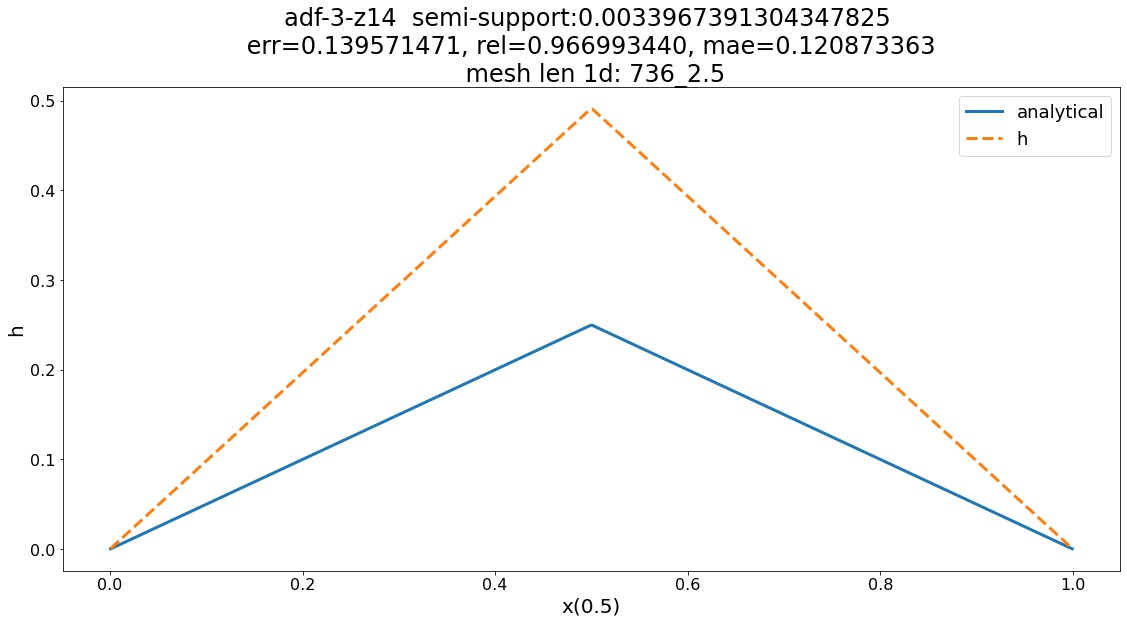 adf-3-z14  semi-support:0.0033967391304347825
err=0.139571471, rel=0.966993440, mae=0.120873363
mesh len 1d: 736_2.5
analytical
h
0.5
0.4
0.3
0.2
0.1
0.0
h
0.0 0.2 0.4 0.6 0.8 1.0
x(0.5)